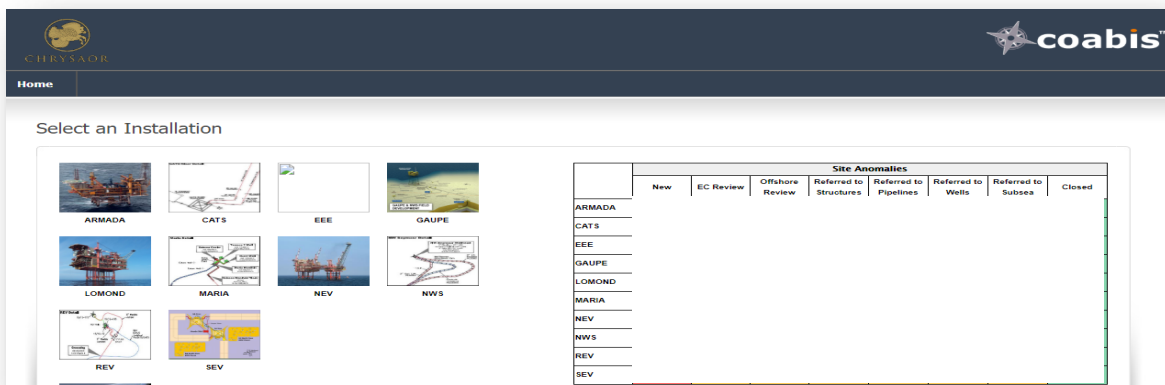 CHRYSAOR
coabis™
Home
Select an Installation
ARMADA
CATS
EEE
GAUPE
LOMOND
MARIA
NEV
NWS
REV
SEV
Site Anomalies
New
EC Review
Offshore Review
Referred to Structures
Referred to Pipelines
Referred to Wells
Referred to Subsea
Closed
ARMADA
CATS
EEE
GAUPE
LOMOND
MARIA
NEV
NWS
REV
SEV